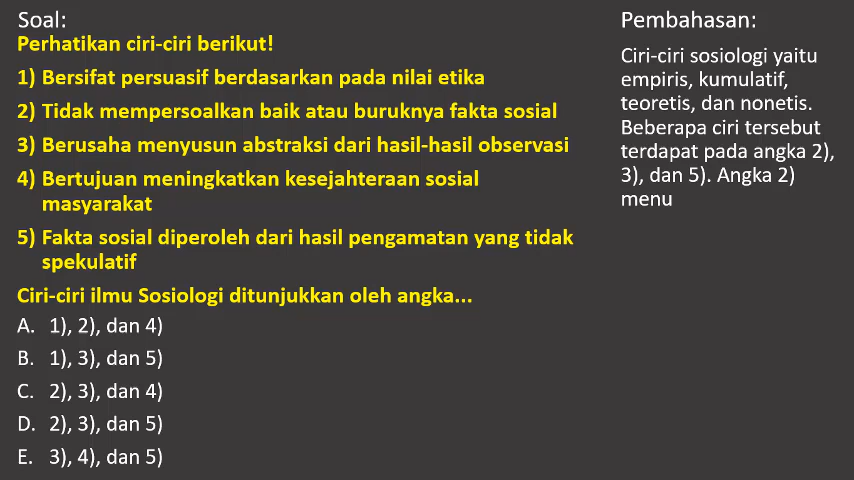 Soal:
Perhatikan ciri-ciri berikut!
1) Bersifat persuasif berdasarkan pada nilai etika
2) Tidak mempersoalkan baik atau buruknya fakta sosial
3) Berusaha menyusun abstraksi dari hasil-hasil observasi
4) Bertujuan meningkatkan kesejahteraan sosial
masyarakat
5) Fakta sosial diperoleh dari hasil pengamatan yang tidak
spekulatif
Ciri-ciri ilmu Sosiologi ditunjukkan oleh angka...
A. 1), 2), dan 4)
B. 1), 3), dan 5)
C. 2), 3), dan 4)
D. 2), 3), dan 5)
E. 3), 4), dan 5)
Pembahasan:
Ciri-ciri sosiologi yaitu
empiris, kumulatif,
teoretis, dan nonetis.
Beberapa ciri tersebut
terdapat pada angka 2),
3), dan 5). Angka 2)
menu